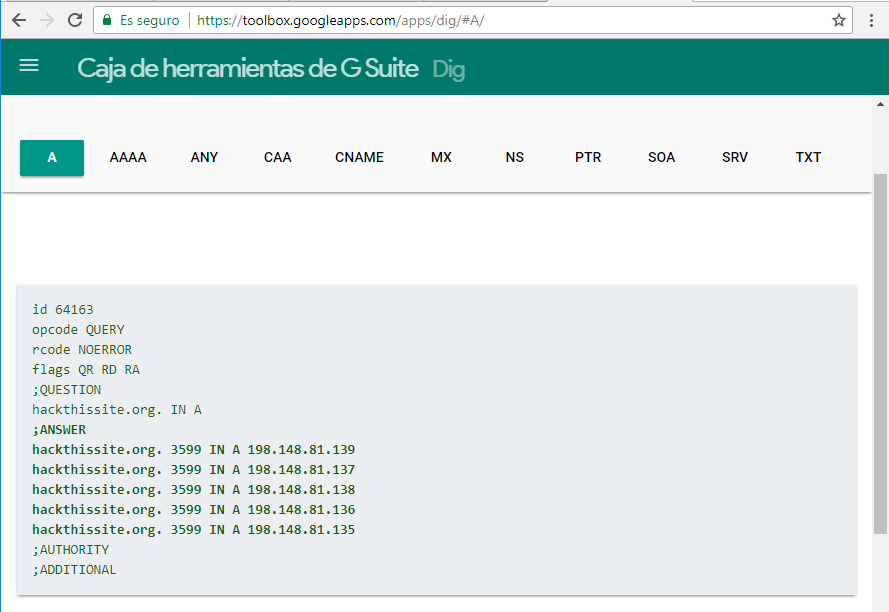 Es seguro https://toolbox.googleapps.com/apps/dig/#A/
Caja de herramientas de G Suite Dig
A AAAA ANY CAA CNAME MX NS PTR SOA SRV TXT
id 64163
opcode QUERY
rcode NOERROR
flags QR RD RA
;QUESTION
hackthissite.org. IN A
;ANSWER
hackthissite.org. 3599 IN A 198.148.81.139
hackthissite.org. 3599 IN A 198.148.81.137
hackthissite.org. 3599 IN A 198.148.81.138
hackthissite.org. 3599 IN A 198.148.81.136
hackthissite.org. 3599 IN A 198.148.81.135
;AUTHORITY
;ADDITIONAL